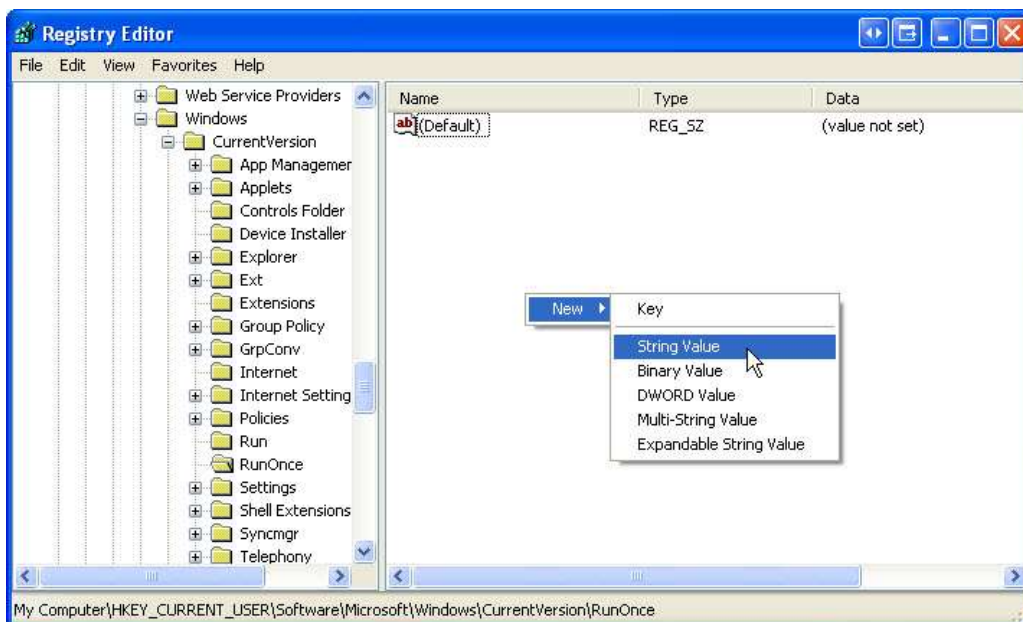 Registry Editor
File Edit View Favorites Help
Web Service Providers
Windows
CurrentVersion
App Managemer
Applets
Controls Folder
Device Installer
Explorer
Ext
Extensions
Group Policy
GrpConv
Internet
Internet Setting
Policies
Run
RunOnce
Settings
Shell Extensions
Syncmgr
Telephony
Name Type Data
ab (Default) REG_SZ (value not set)
New Key
String Value
Binary Value
DWORD Value
Multi-String Value
Expandable String Value
My Computer\HKEY_CURRENT_USER\Software\Microsoft\Windows\CurrentVersion\RunOnce